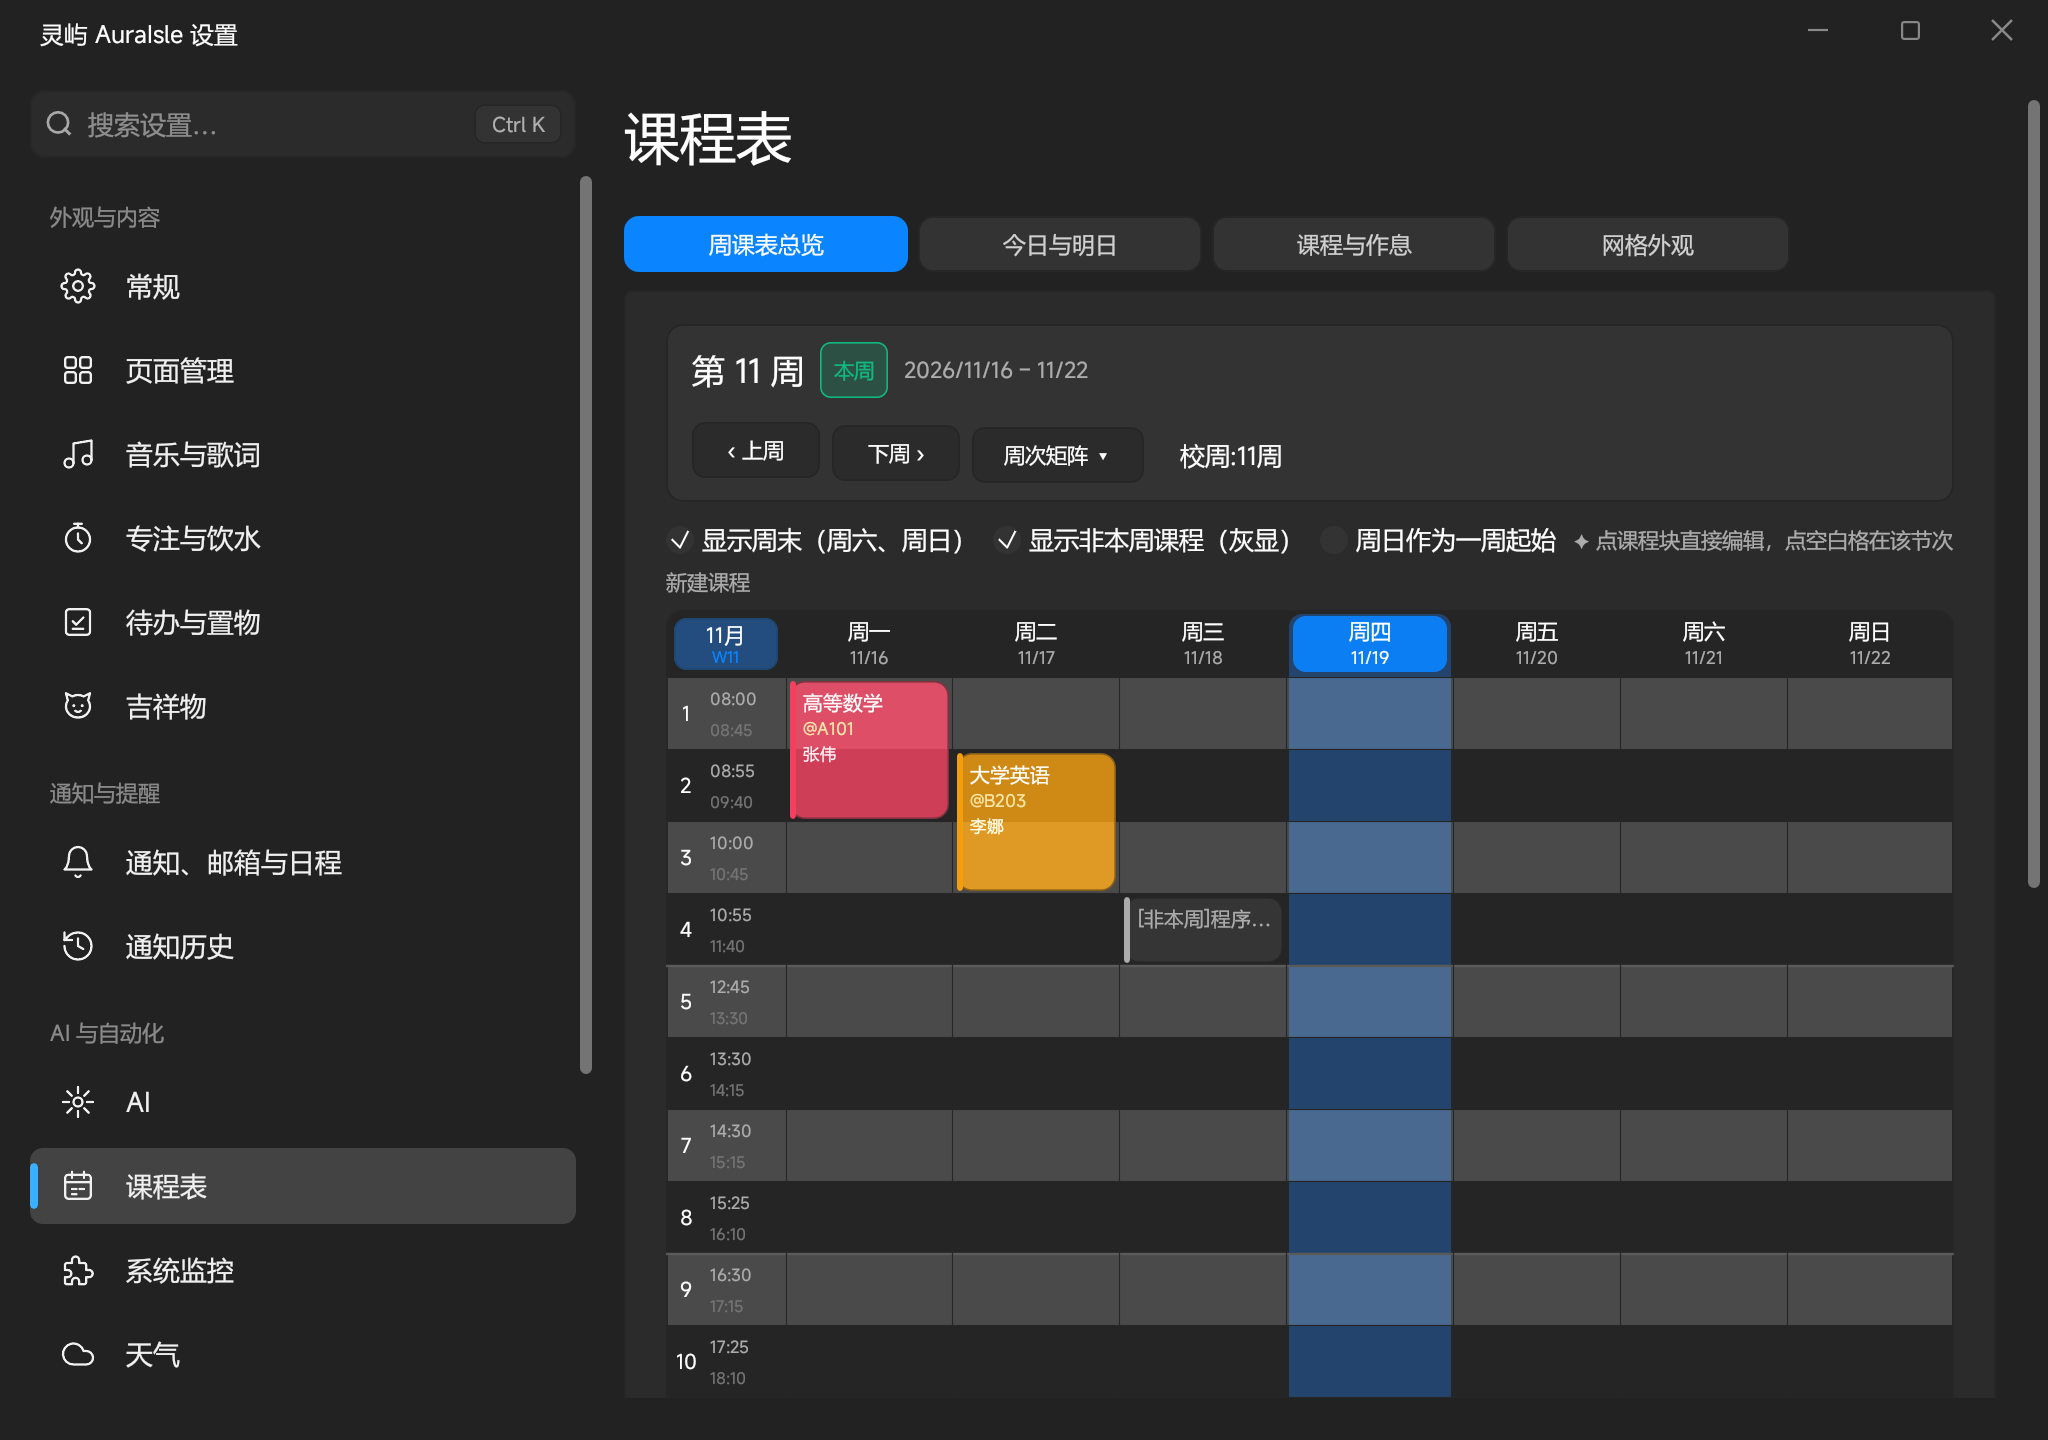 灵屿 AuraIsle 设置
搜索设置...
Ctrl K
外观与内容
常规
页面管理
音乐与歌词
专注与饮水
待办与置物
吉祥物
通知与提醒
通知、邮箱与日程
通知历史
AI 与自动化
AI
课程表
系统监控
天气
课程表
周课表总览
今日与明日
课程与作息
网格外观
第 11 周 本周 2026/11/16 – 11/22
‹ 上周
下周 ›
周次矩阵 ▾
校周:11周
显示周末（周六、周日）
显示非本周课程（灰显）
周日作为一周起始
✦ 点课程块直接编辑，点空白格在该节次
新建课程
11月
W11
周一
11/16
周二
11/17
周三
11/18
周四
11/19
周五
11/20
周六
11/21
周日
11/22
1
08:00
08:45
高等数学
@A101
张伟
2
08:55
09:40
大学英语
@B203
李娜
3
10:00
10:45
4
10:55
11:40
[非本周]程序...
5
12:45
13:30
6
13:30
14:15
7
14:30
15:15
8
15:25
16:10
9
16:30
17:15
10
17:25
18:10